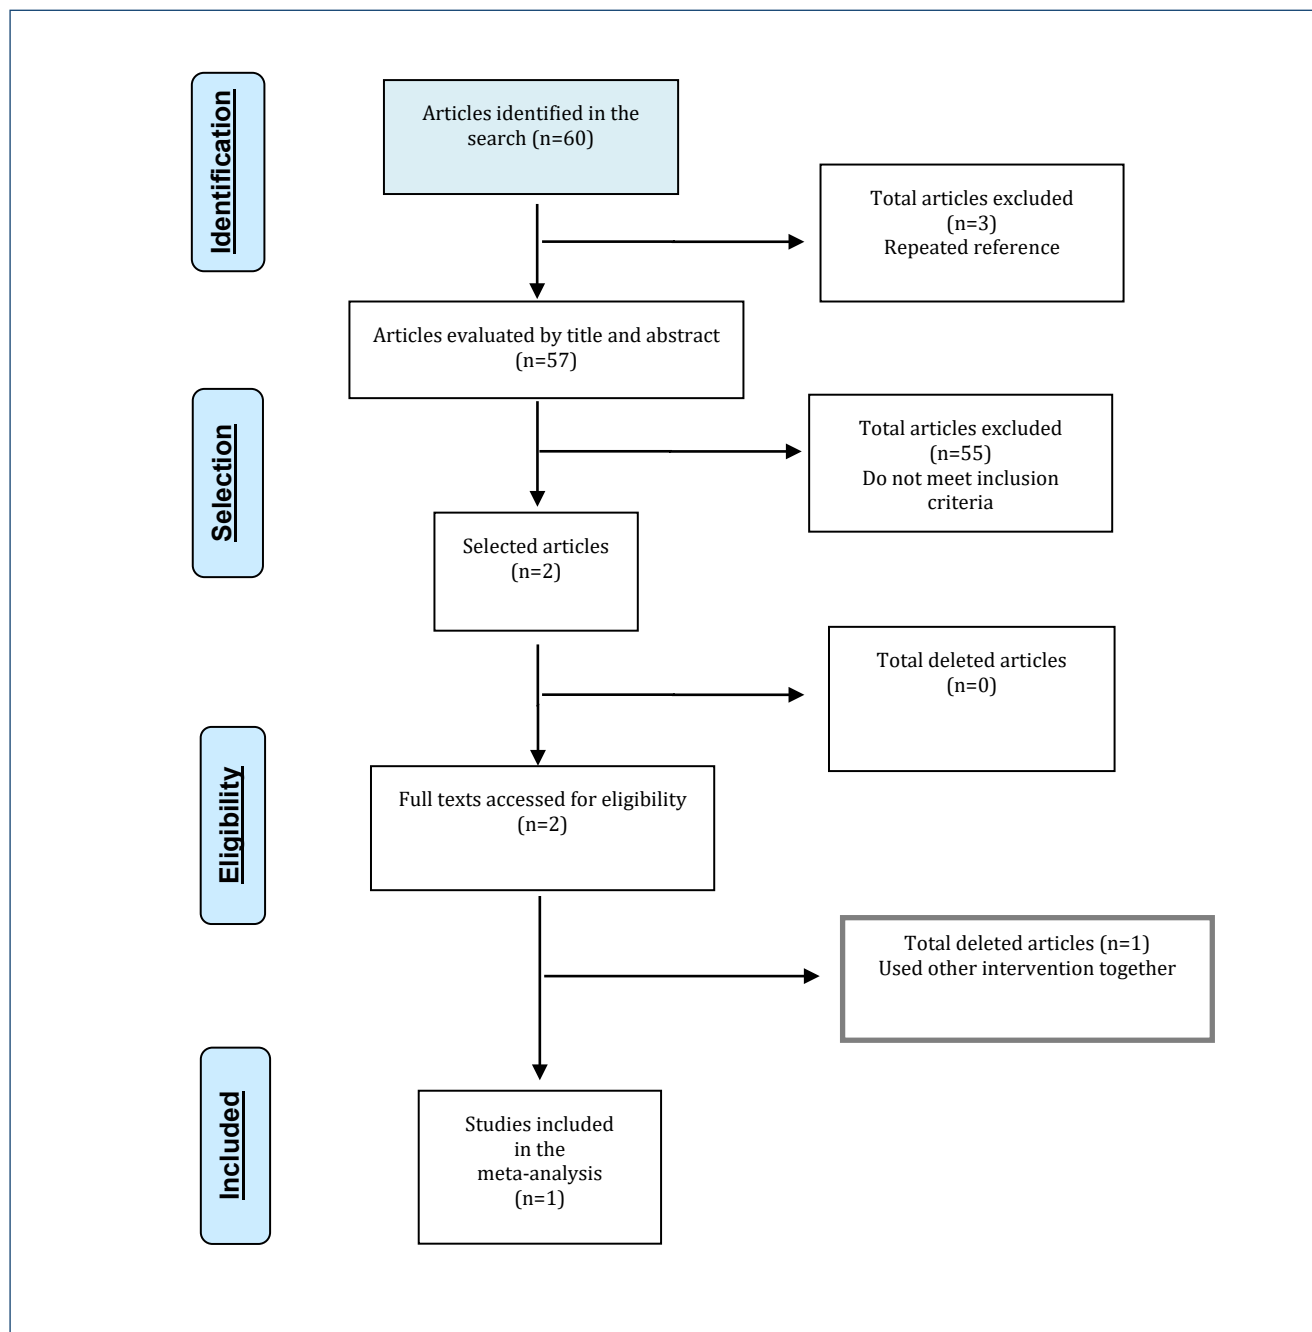 Identification
Articles identified in the
search (n=60)
Total articles excluded
(n=3)
Repeated reference
Articles evaluated by title and abstract
(n=57)
Selection
Total articles excluded
(n=55)
Do not meet inclusion
criteria
Selected articles
(n=2)
Total deleted articles
(n=0)
Eligibility
Full texts accessed for eligibility
(n=2)
Total deleted articles (n=1)
Used other intervention together
Included
Studies included
in the
meta-analysis
(n=1)